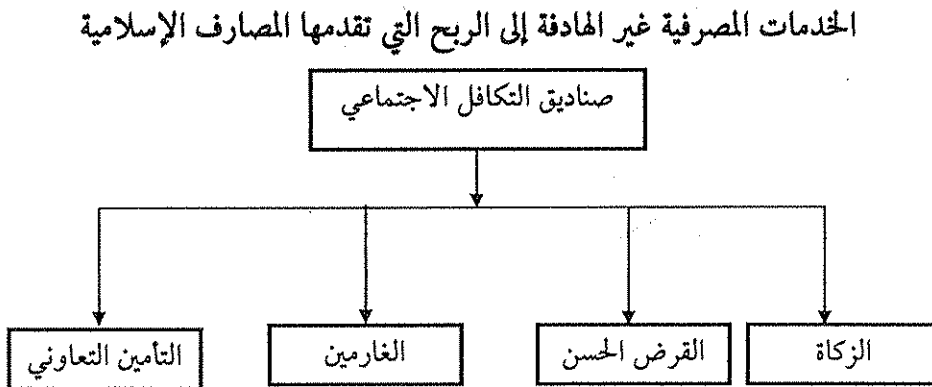 الخدمات المصرفية غير الهادفة إلى الربح التي تقدمها المصارف الإسلامية
صناديق التكافل الاجتماعي
الزكاة
القرض الحسن
الغارمين
التأمين التعاوني